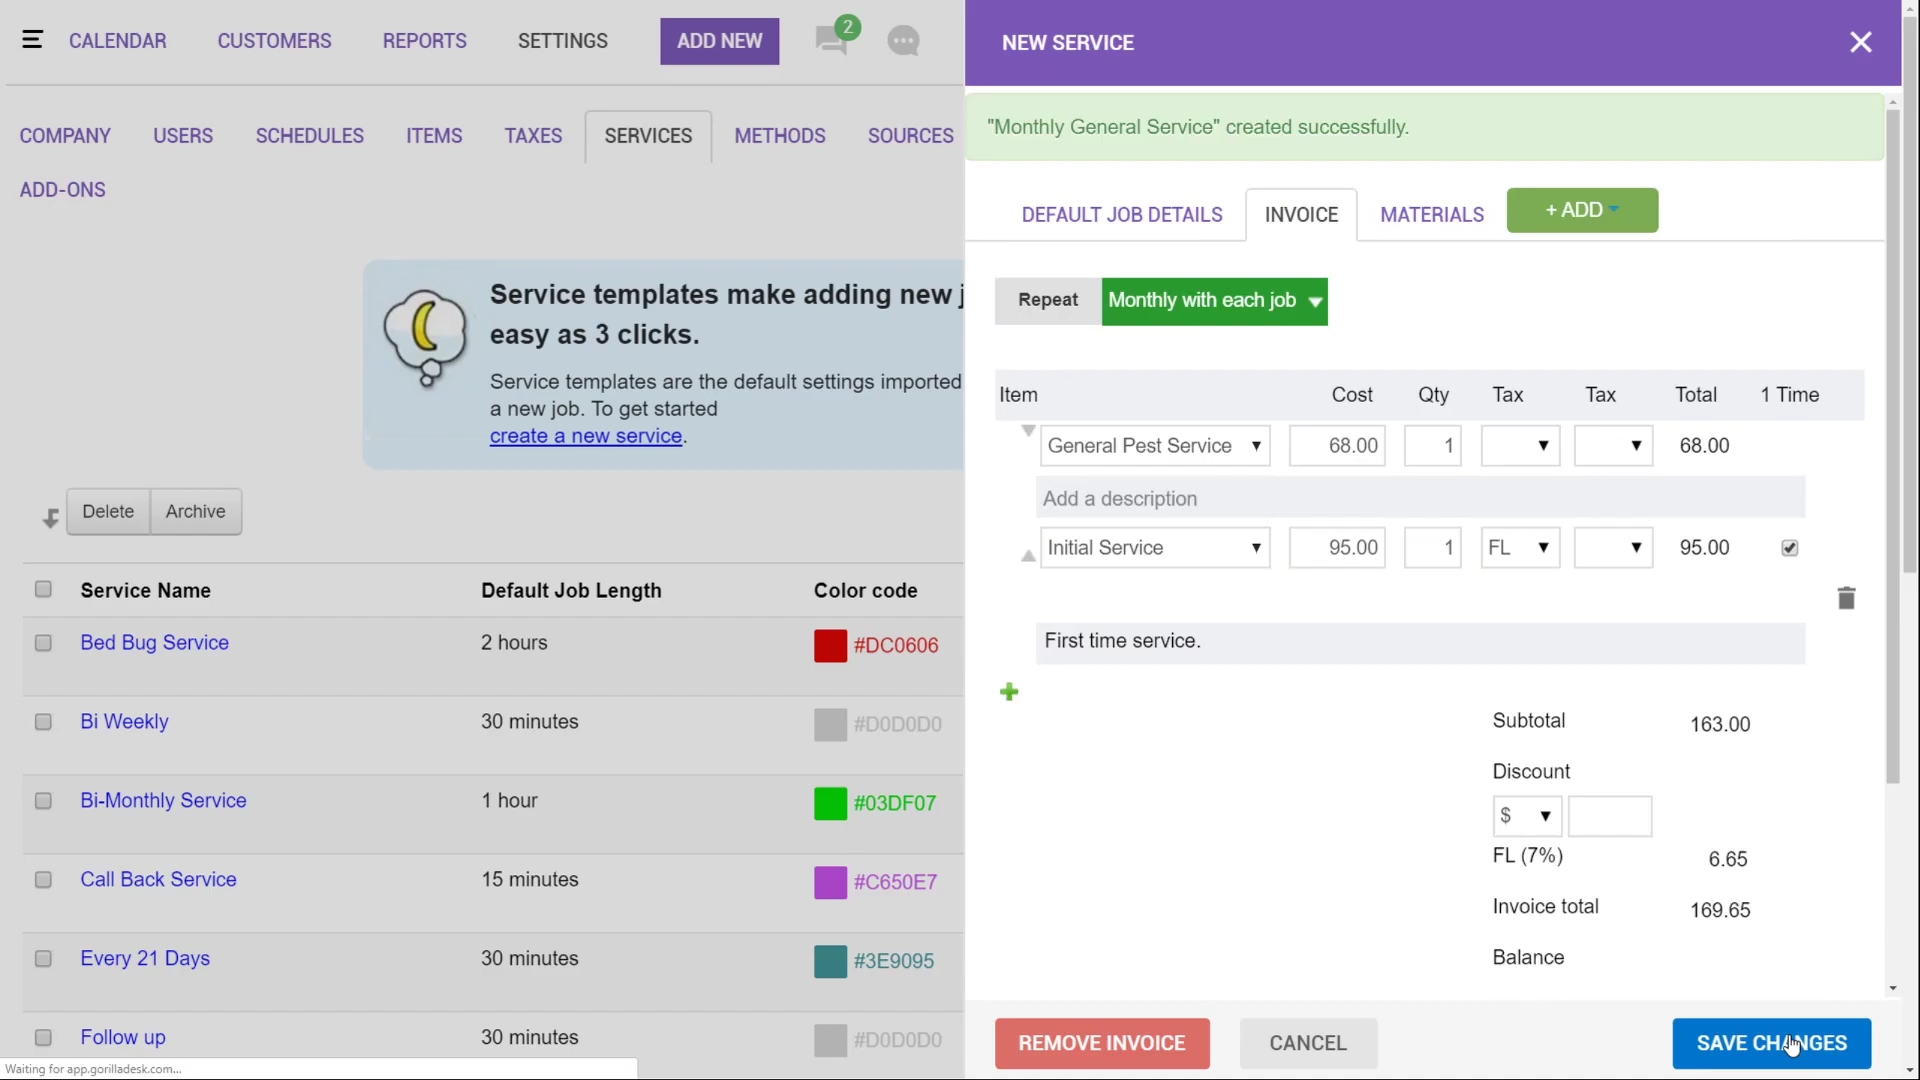 CALENDAR CUSTOMERS REPORTS SETTINGS ADD NEW 2
COMPANY USERS SCHEDULES ITEMS TAXES SERVICES METHODS SOURCES
ADD-ONS
Service templates make adding new j
easy as 3 clicks.
Service templates are the default settings imported
a new job. To get started
create a new service.
Delete Archive
Service Name Default Job Length Color code
Bed Bug Service 2 hours #DC0606
Bi Weekly 30 minutes #D0D0D0
Bi-Monthly Service 1 hour #03DF07
Call Back Service 15 minutes #C650E7
Every 21 Days 30 minutes #3E9095
Follow up 30 minutes #D0D0D0
Waiting for app.gorilladesk.com...
NEW SERVICE
"Monthly General Service" created successfully.
DEFAULT JOB DETAILS INVOICE MATERIALS + ADD
Repeat Monthly with each job
Item Cost Qty Tax Tax Total 1 Time
General Pest Service 68.00 1 68.00
Add a description
Initial Service 95.00 1 FL 95.00
First time service.
Subtotal 163.00
Discount
$
FL (7%) 6.65
Invoice total 169.65
Balance
REMOVE INVOICE CANCEL SAVE CHANGES